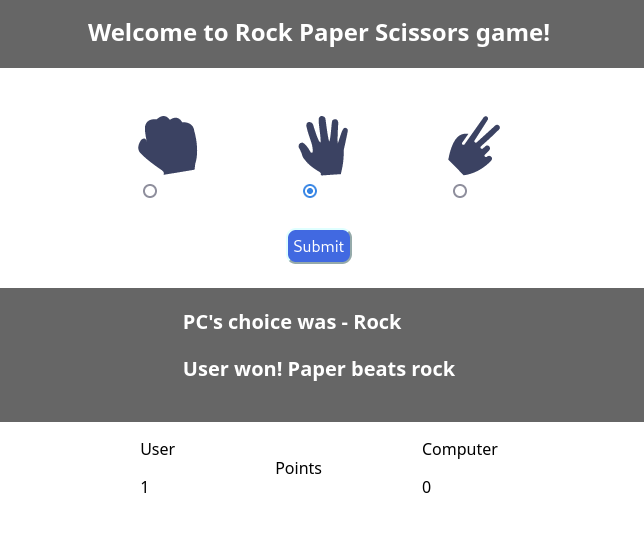 Welcome to Rock Paper Scissors game!
Submit
PC's choice was - Rock
User won! Paper beats rock
User
Points
Computer
1
0